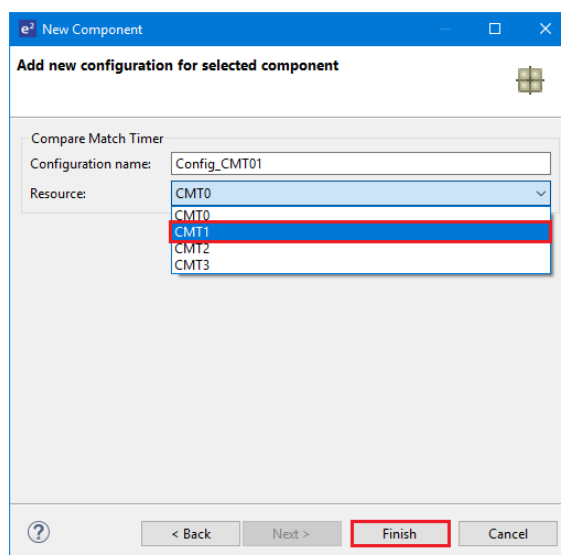 e² New Component
Add new configuration for selected component
Compare Match Timer
Configuration name: Config_CMT01
Resource: CMT0
CMT0
CMT1
CMT2
CMT3
? < Back Next > Finish Cancel